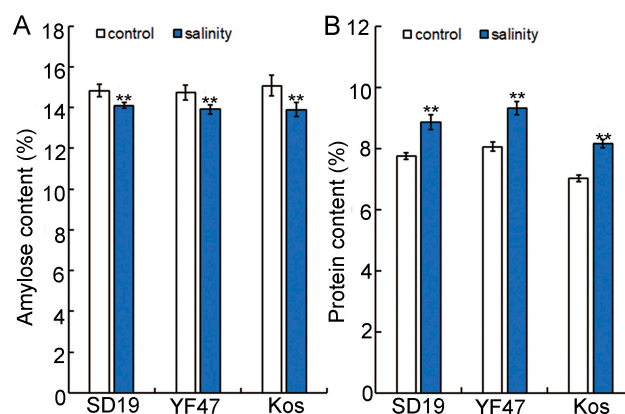 A
control salinity
Amylose content (%)
18
16
14
12
10
8
6
4
2
0
** ** **
SD19 YF47 Kos
B
control salinity
Protein content (%)
12
10
8
6
4
2
0
** ** **
SD19 YF47 Kos